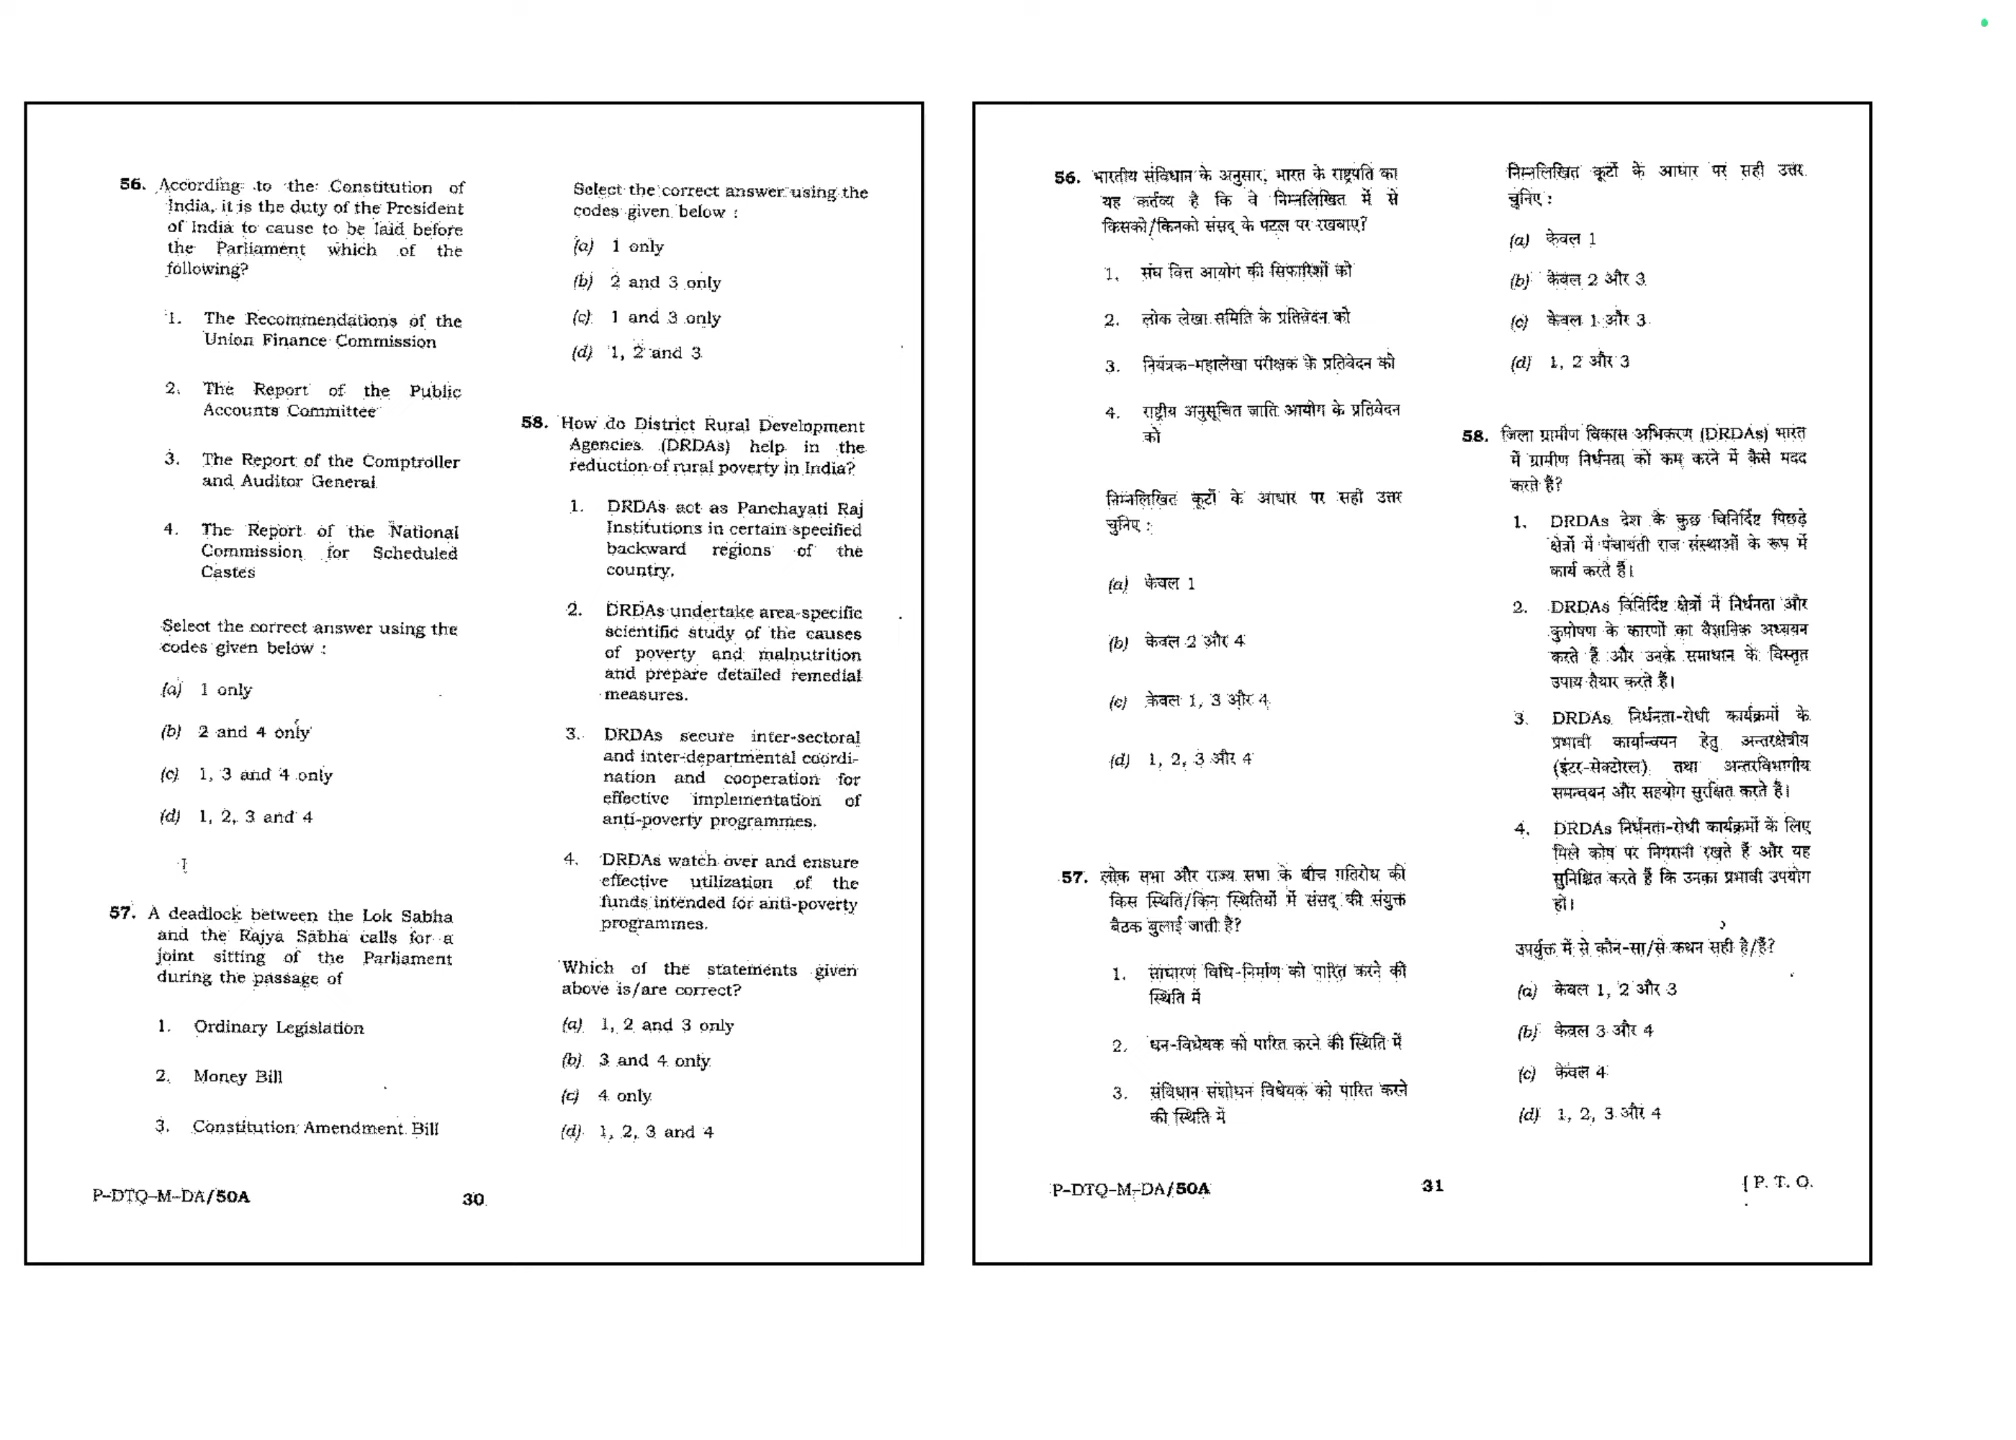 56. According to the Constitution of
India, it is the duty of the President
of India to cause to be laid before
the Parliament which of the
following?
1. The Recommendations of the
Union Finance Commission
2. The Report of the Public
Accounts Committee
3. The Report of the Comptroller
and Auditor General
4. The Report of the National
Commission for Scheduled
Castes
Select the correct answer using the
codes given below :
(a) 1 only
(b) 2 and 4 only
(c) 1, 3 and 4 only
(d) 1, 2, 3 and 4
57. A deadlock between the Lok Sabha
and the Rajya Sabha calls for a
joint sitting of the Parliament
during the passage of
1. Ordinary Legislation
2. Money Bill
3. Constitution Amendment Bill
Select the correct answer using the
codes given below :
(a) 1 only
(b) 2 and 3 only
(c) 1 and 3 only
(d) 1, 2 and 3
58. How do District Rural Development
Agencies (DRDAs) help in the
reduction of rural poverty in India?
1. DRDAs act as Panchayati Raj
Institutions in certain specified
backward regions of the
country.
2. DRDAs undertake area-specific
scientific study of the causes
of poverty and malnutrition
and prepare detailed remedial
measures.
3. DRDAs secure inter-sectoral
and inter-departmental coordi-
nation and cooperation for
effective implementation of
anti-poverty programmes.
4. DRDAs watch over and ensure
effective utilization of the
funds intended for anti-poverty
programmes.
Which of the statements given
above is/are correct?
(a) 1, 2 and 3 only
(b) 3 and 4 only
(c) 4 only
(d) 1, 2, 3 and 4
P-DTQ-M-DA/50A
30
56. भारतीय संविधान के अनुसार, भारत के राष्ट्रपति का
यह कर्तव्य है कि वे निम्नलिखित में से
किसको/किनको संसद् के पटल पर रखवाए?
1. संघ वित्त आयोग की सिफारिशों को
2. लोक लेखा समिति के प्रतिवेदन को
3. नियंत्रक-महालेखा परीक्षक के प्रतिवेदन को
4. राष्ट्रीय अनुसूचित जाति आयोग के प्रतिवेदन
को
निम्नलिखित कूटों के आधार पर सही उत्तर
चुनिए :
(a) केवल 1
(b) केवल 2 और 4
(c) केवल 1, 3 और 4
(d) 1, 2, 3 और 4
57. लोक सभा और राज्य सभा के बीच गतिरोध की
किस स्थिति/किन स्थितियों में संसद् की संयुक्त
बैठक बुलाई जाती है?
1. साधारण विधि-निर्माण को पारित करने की
स्थिति में
2. धन-विधेयक को पारित करने की स्थिति में
3. संविधान संशोधन विधेयक को पारित करने
की स्थिति में
निम्नलिखित कूटों के आधार पर सही उत्तर
चुनिए :
(a) केवल 1
(b) केवल 2 और 3
(c) केवल 1 और 3
(d) 1, 2 और 3
58. जिला ग्रामीण विकास अभिकरण (DRDAs) भारत
में ग्रामीण निर्धनता को कम करने में कैसे मदद
करते हैं?
1. DRDAs देश के कुछ विनिर्दिष्ट पिछड़े
क्षेत्रों में पंचायती राज संस्थाओं के रूप में
कार्य करते हैं।
2. DRDAs विनिर्दिष्ट क्षेत्रों में निर्धनता और
कुपोषण के कारणों का वैज्ञानिक अध्ययन
करते हैं और उनके समाधान के विस्तृत
उपाय तैयार करते हैं।
3. DRDAs निर्धनता-रोधी कार्यक्रमों के
प्रभावी कार्यान्वयन हेतु अन्तरक्षेत्रीय
(इंटर-सेक्टोरल) तथा अन्तरविभागीय
समन्वयन और सहयोग सुरक्षित करते हैं।
4. DRDAs निर्धनता-रोधी कार्यक्रमों के लिए
मिले कोष पर निगरानी रखते हैं और यह
सुनिश्चित करते हैं कि उनका प्रभावी उपयोग
हो।
उपर्युक्त में से कौन-सा/से कथन सही है/हैं?
(a) केवल 1, 2 और 3
(b) केवल 3 और 4
(c) केवल 4
(d) 1, 2, 3 और 4
P-DTQ-M-DA/50A
31
[ P. T. O.